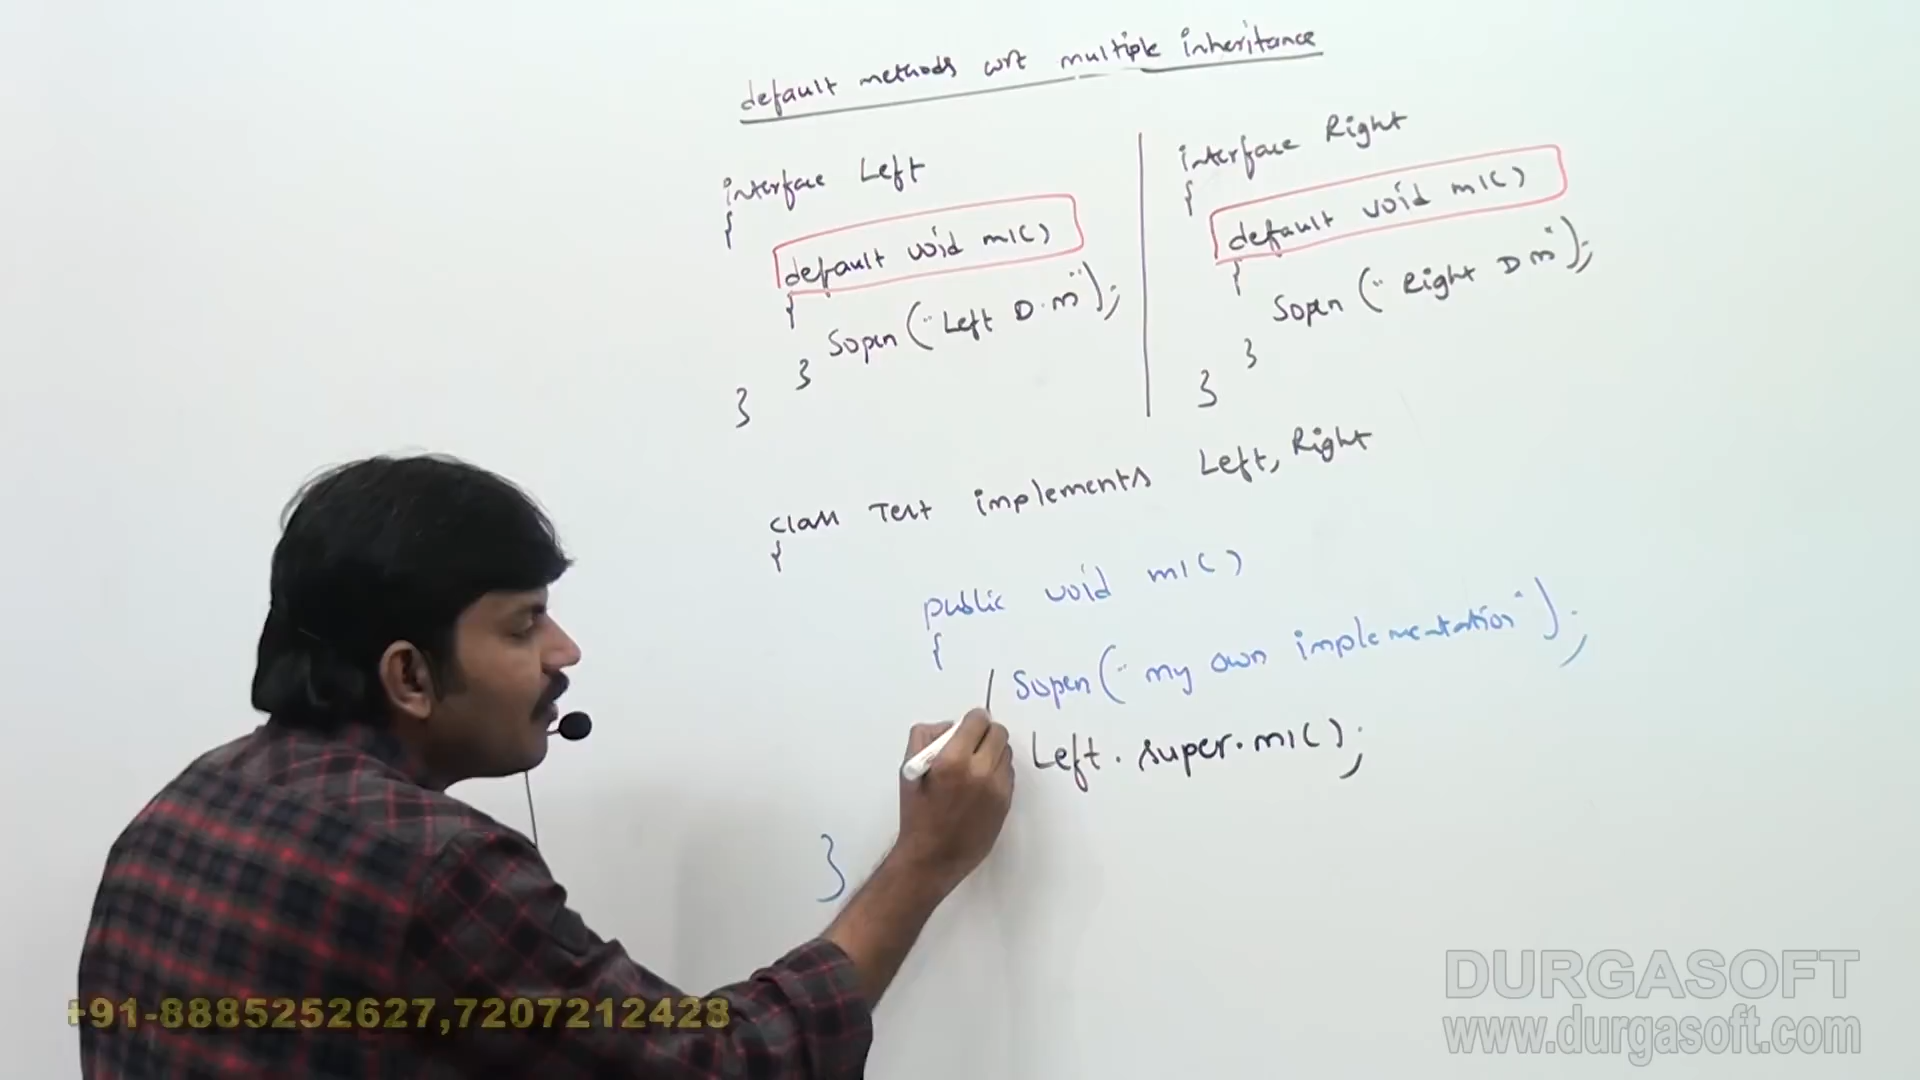 default methods wrt multiple inheritance
interface Left
{
default void m1()
{
Sopln("Left D.m");
}
}
interface Right
{
default void m1()
{
Sopln("Right D m");
}
}
class Test implements Left, Right
{
public void m1()
{
Sopln("my own implementation");
Left.super.m1();
}
+91-8885252627,7207212428
DURGASOFT
www.durgasoft.com